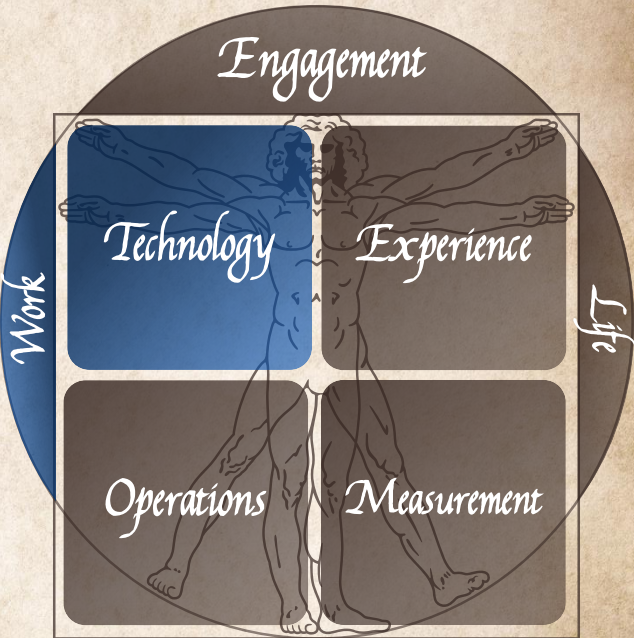 Engagement
Technology
Experience
Work
Life
Operations
Measurement